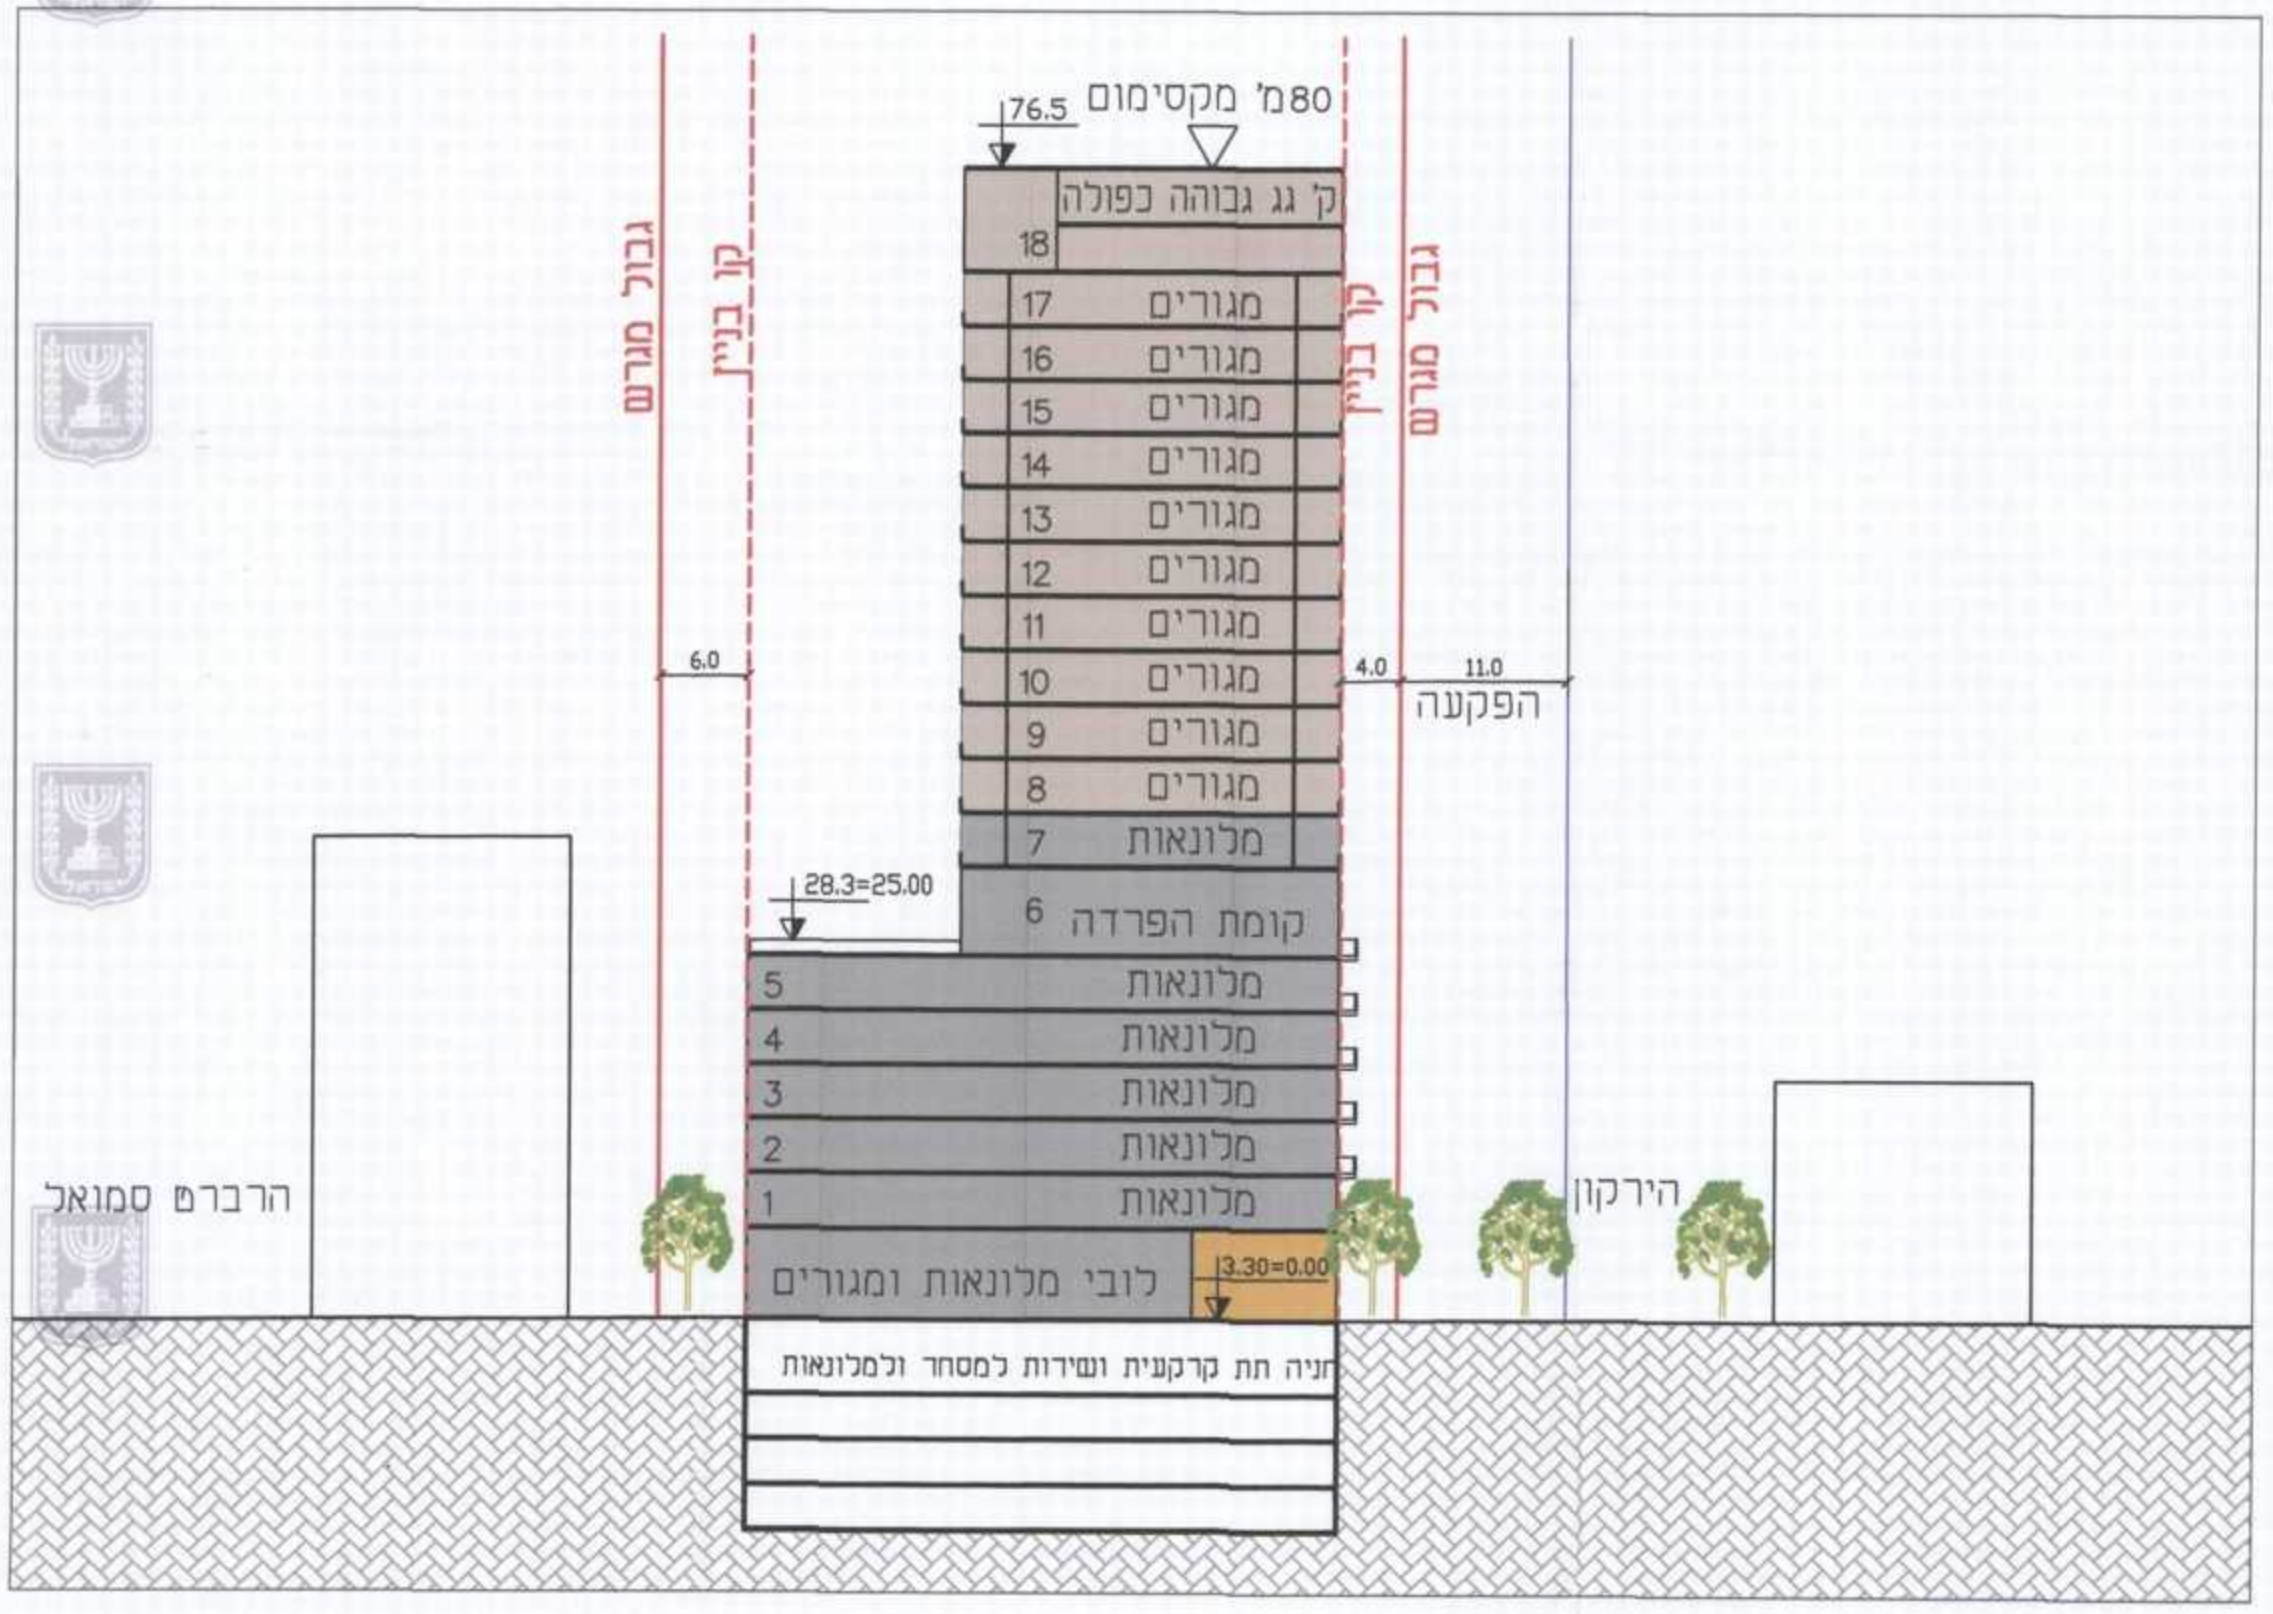 80מ' מקסימום
76.5
ק' גג גבוהה כפולה
18
17 מגורים
16 מגורים
15 מגורים
14 מגורים
13 מגורים
12 מגורים
11 מגורים
10 מגורים
9 מגורים
8 מגורים
7 מלונאות
6 קומת הפרדה
28.3=25.00
5 מלונאות
4 מלונאות
3 מלונאות
2 מלונאות
1 מלונאות
לובי מלונאות ומגורים
3.30=0.00
חניה תת קרקעית ושירות למסחר ולמלונאות
גבול מגרש
קו בניין
קו בניין
גבול מגרש
6.0
4.0
11.0
הפקעה
הירקון
הרברט סמואל